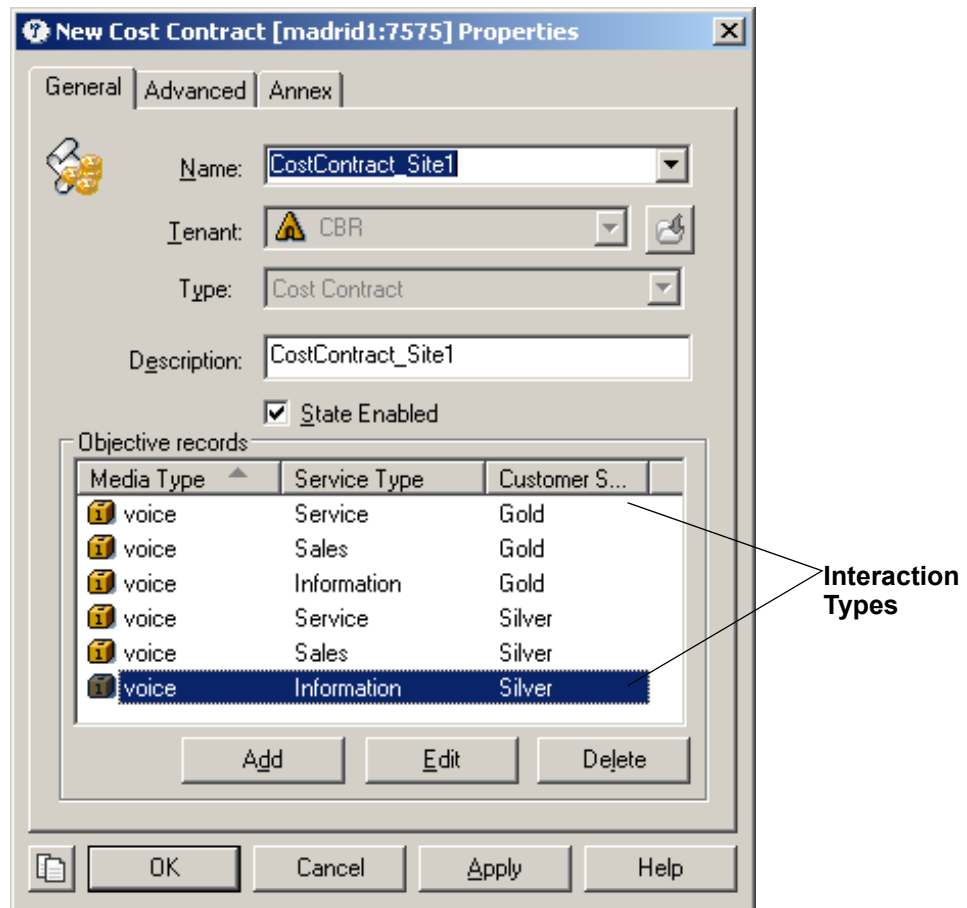 New Cost Contract [madrid1:7575] Properties
General Advanced Annex
Name: CostContract_Site1
Tenant: CBR
Type: Cost Contract
Description: CostContract_Site1
State Enabled
Objective records
Media Type Service Type Customer S...
voice Service Gold
voice Sales Gold
voice Information Gold
voice Service Silver
voice Sales Silver
voice Information Silver
Interaction
Types
Add Edit Delete
OK Cancel Apply Help